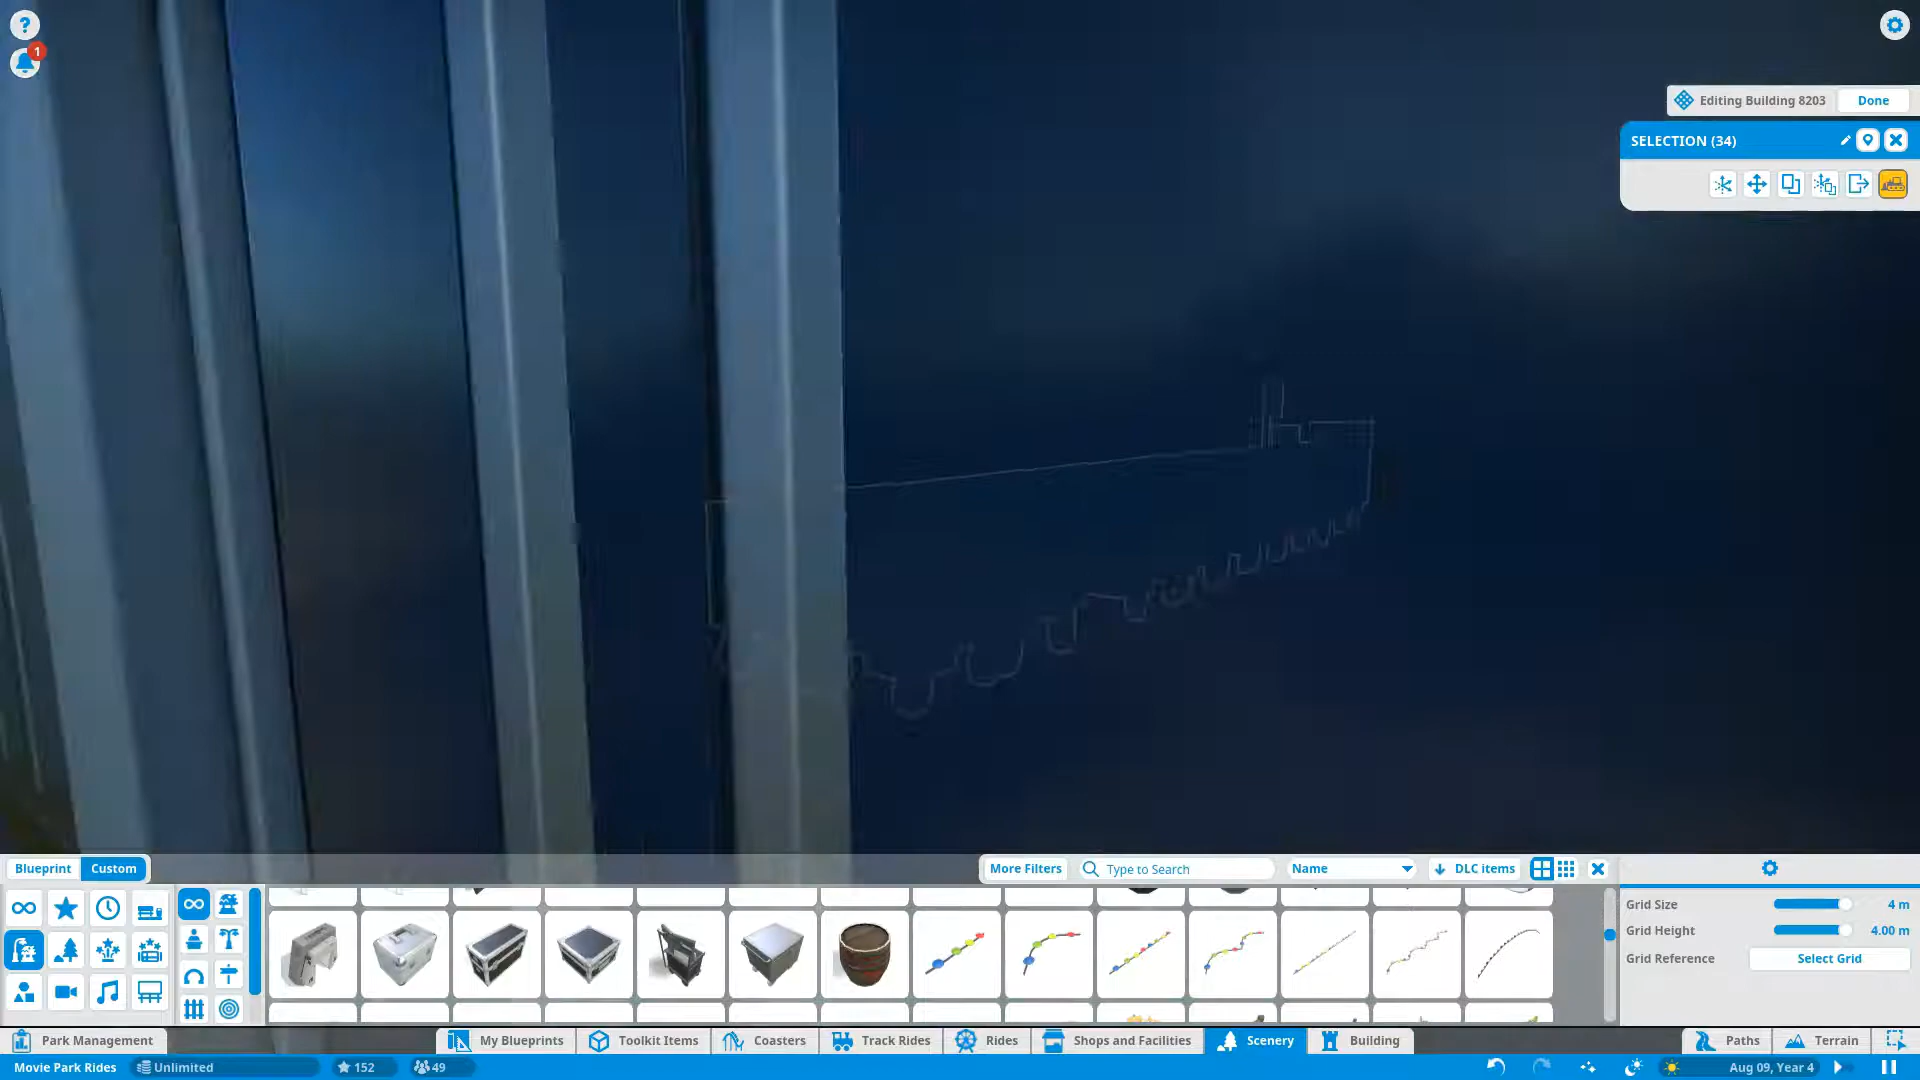 ?
1
Editing Building 8203 Done
SELECTION (34)
Blueprint Custom
More Filters Type to Search Name DLC items
Grid Size 4 m
Grid Height 4.00 m
Grid Reference Select Grid
Park Management My Blueprints Toolkit Items Coasters Track Rides Rides Shops and Facilities Scenery Building Paths Terrain
Movie Park Rides Unlimited 152 49 Aug 09, Year 4